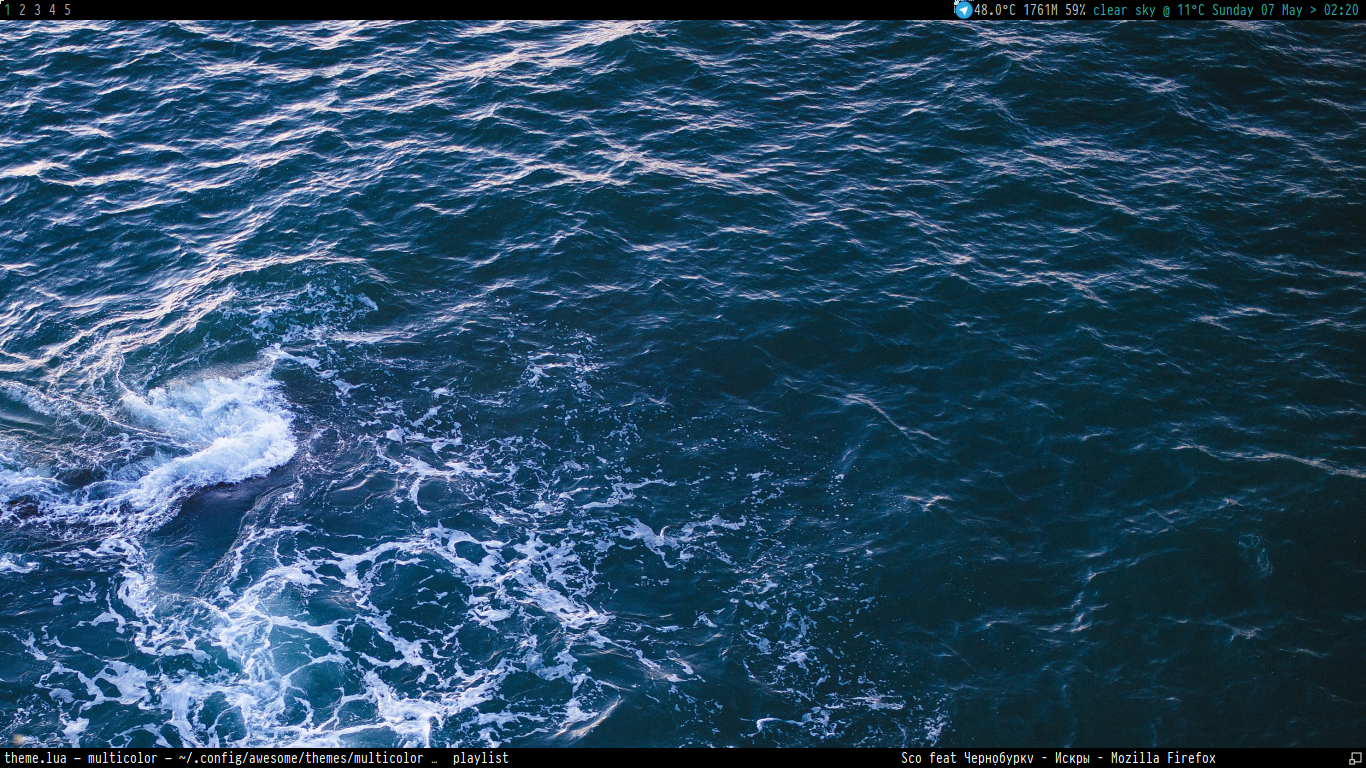 1 2 3 4 5
48.0°C 1761M 59% clear sky @ 11°C Sunday 07 May > 02:20
theme.lua — multicolor — ~/.config/awesome/themes/multicolor …
playlist
Sco feat Чернобуркv - Искры - Mozilla Firefox